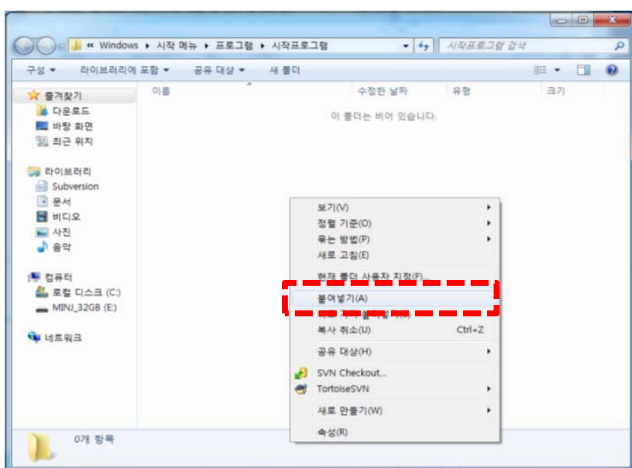 « Windows ▸ 시작 메뉴 ▸ 프로그램 ▸ 시작프로그램
시작프로그램 검색
구성 라이브러리에 포함 공유 대상 새 폴더
이름 수정한 날짜 유형 크기
이 폴더는 비어 있습니다.
즐겨찾기
다운로드
바탕 화면
최근 위치
라이브러리
Subversion
문서
비디오
사진
음악
컴퓨터
로컬 디스크 (C:)
MINJ_32GB (E:)
네트워크
보기(V)
정렬 기준(O)
묶는 방법(P)
새로 고침(E)
현재 폴더 사용자 지정(F)...
붙여넣기(A)
복사 취소(U) Ctrl+Z
공유 대상(H)
SVN Checkout...
TortoiseSVN
새로 만들기(W)
속성(R)
0개 항목